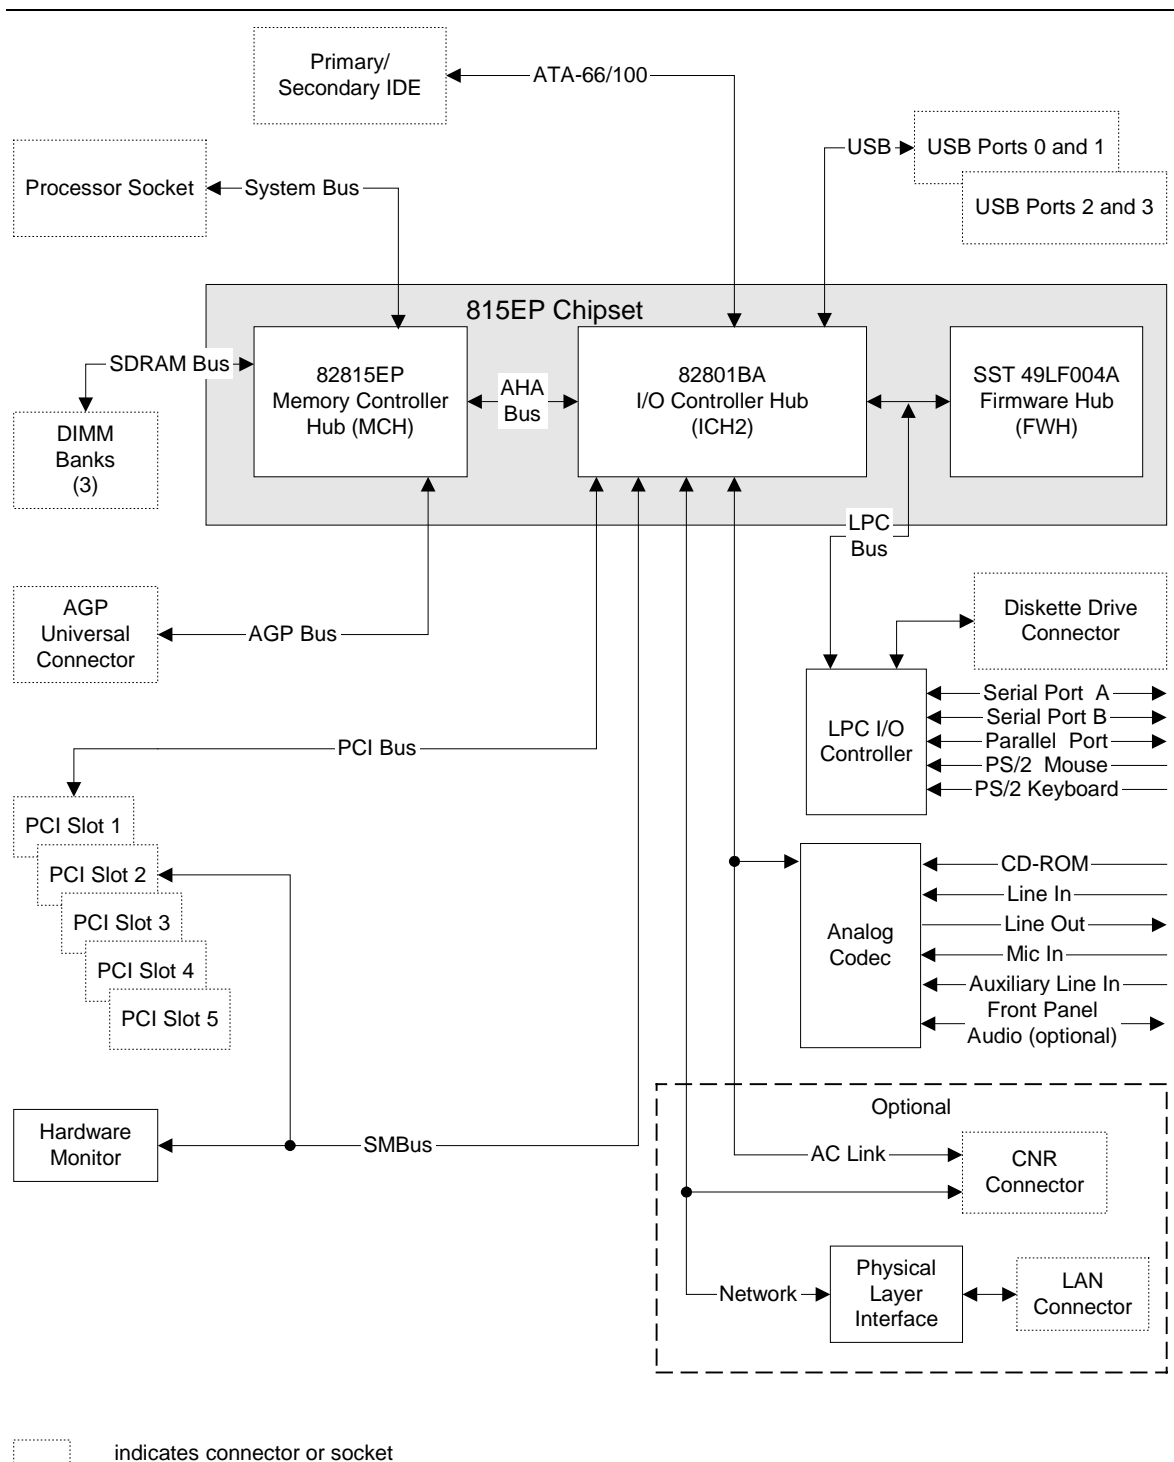 Primary/
Secondary IDE
ATA-66/100
USB
USB Ports 0 and 1
USB Ports 2 and 3
Processor Socket
System Bus
815EP Chipset
SDRAM Bus
82815EP
Memory Controller
Hub (MCH)
AHA
Bus
82801BA
I/O Controller Hub
(ICH2)
SST 49LF004A
Firmware Hub
(FWH)
DIMM
Banks
(3)
LPC
Bus
AGP
Universal
Connector
AGP Bus
Diskette Drive
Connector
LPC I/O
Controller
Serial Port A
Serial Port B
Parallel Port
PS/2 Mouse
PS/2 Keyboard
PCI Bus
PCI Slot 1
PCI Slot 2
PCI Slot 3
PCI Slot 4
PCI Slot 5
Analog
Codec
CD-ROM
Line In
Line Out
Mic In
Auxiliary Line In
Front Panel
Audio (optional)
Hardware
Monitor
SMBus
Optional
AC Link
CNR
Connector
Network
Physical
Layer
Interface
LAN
Connector
indicates connector or socket